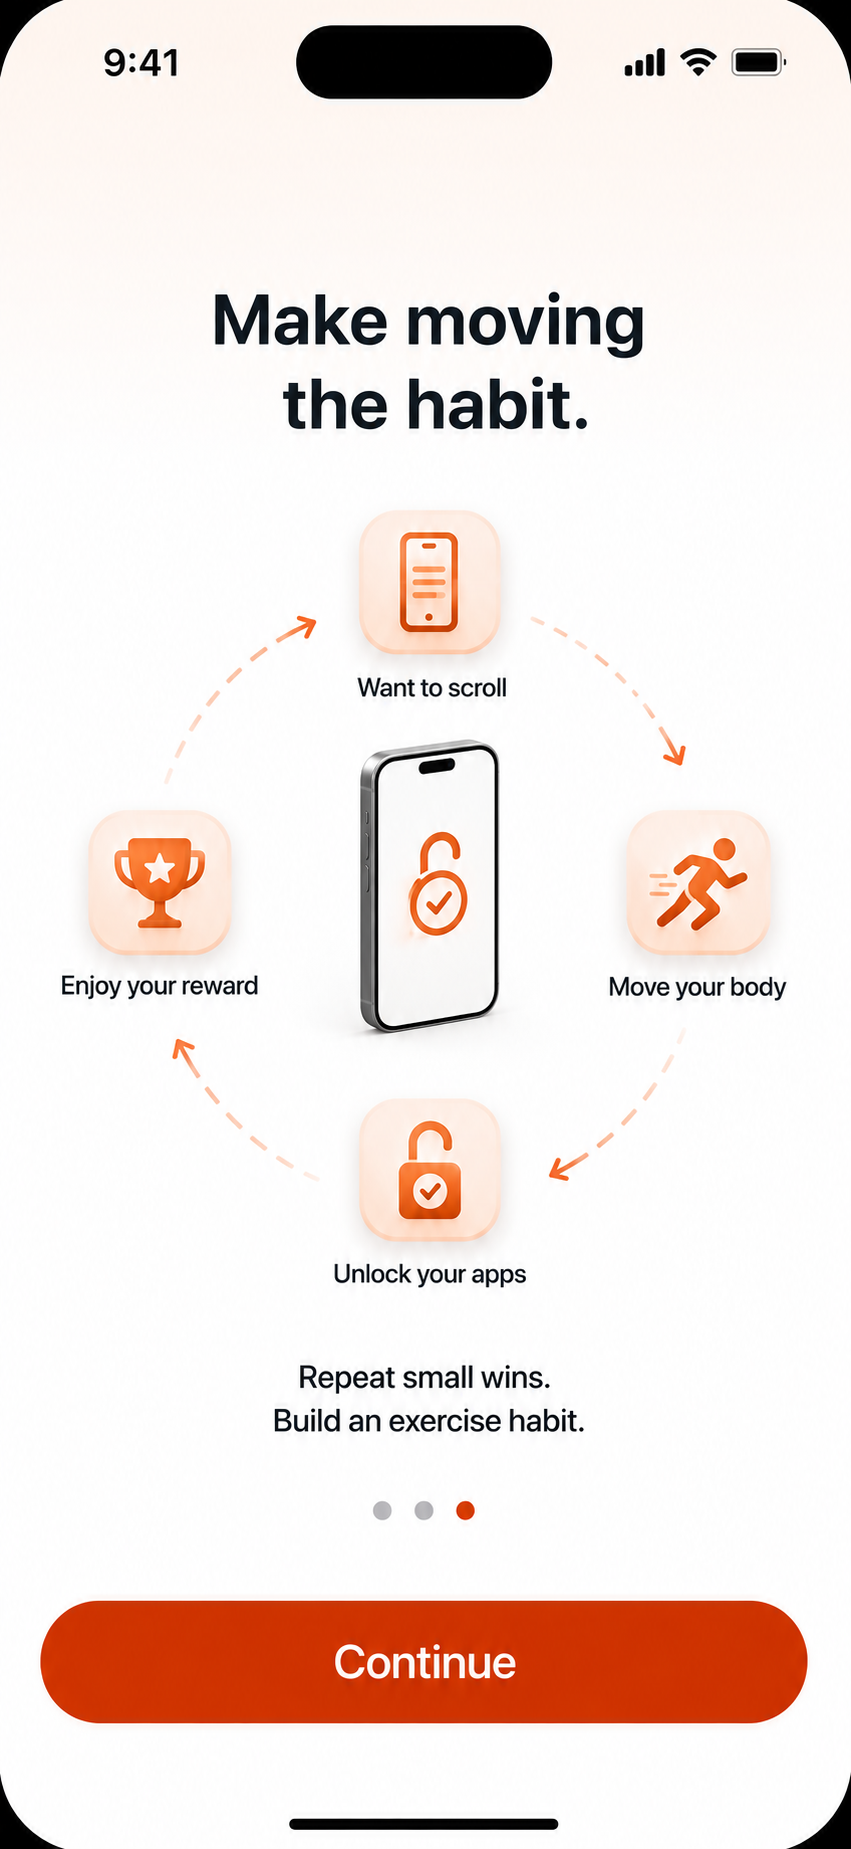 9:41
Make moving
the habit.
Want to scroll
Enjoy your reward
Move your body
Unlock your apps
Repeat small wins.
Build an exercise habit.
Continue